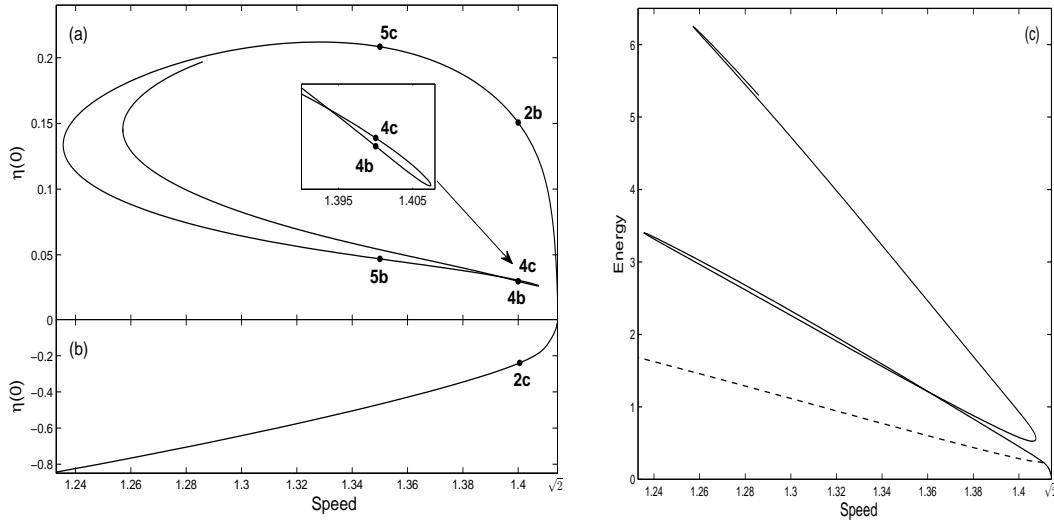 (a)
5c
2b
4c
4b
1.395 1.405
5b
4c
4b
0.2
0.15
0.1
0.05
0
η(0)
(b)
2c
−0.2
−0.4
−0.6
−0.8
η(0)
1.24 1.26 1.28 1.3 1.32 1.34 1.36 1.38 1.4 √2
Speed
(c)
6
5
4
3
2
1
0
Energy
1.24 1.26 1.28 1.3 1.32 1.34 1.36 1.38 1.4 √2
Speed